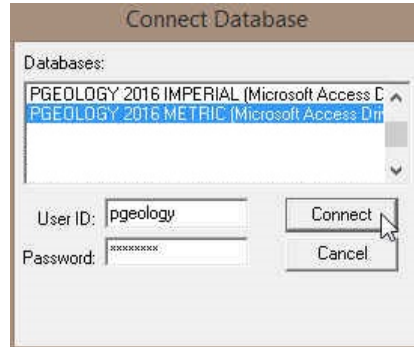 Connect Database
Databases:
PGEOLOGY 2016 IMPERIAL (Microsoft Access D
PGEOLOGY 2016 METRIC (Microsoft Access Dri
User ID: pgeology
Connect
Password: ********
Cancel